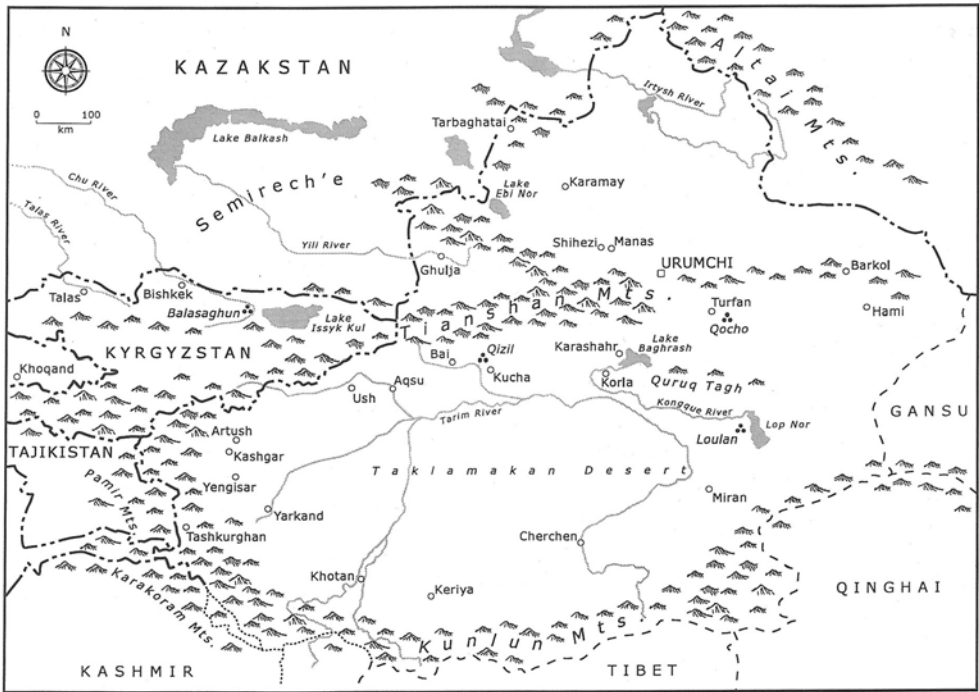 N
KAZAKSTAN
0 100
km
Altai Mts.
Irtysh River
Tarbaghatai
Lake Balkash
Semirech'e
Karamay
Lake
Ebi Nor
Chu River
Talas River
Yili River
Ghulja
Shihezi
Manas
URUMCHI
Barkol
Talas
Bishkek
Balasaghun
Lake
Issyk Kul
Tianshan Mts.
Turfan
Qocho
Hami
KYRGYZSTAN
Khoqand
Bai
Qizil
Kucha
Karashahr
Lake
Baghrash
Korla
Quruq Tagh
Kongque River
GANSU
Ush
Aqsu
Tarim River
Loulan
Lop Nor
Artush
Kashgar
TAJIKISTAN
Yengisar
Taklamakan Desert
Pamir Mts.
Yarkand
Miran
Tashkurghan
Cherchen
Khotan
Keriya
QINGHAI
Karakoram Mts.
Kunlun Mts
KASHMIR
TIBET